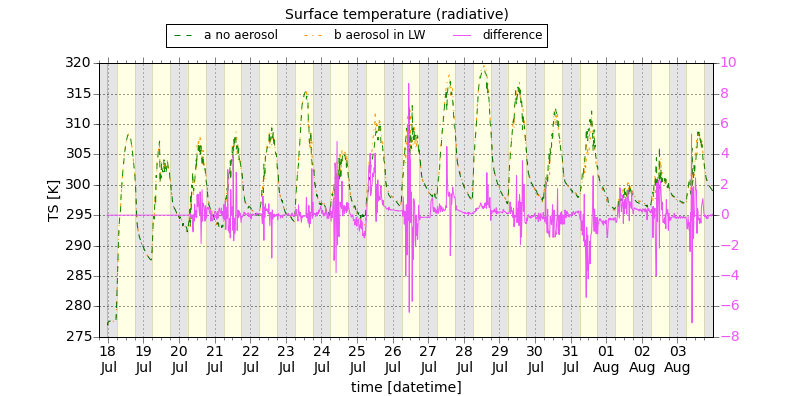 Surface temperature (radiative)
a no aerosol b aerosol in LW difference
320 10
315 8
310 6
305 4
300 2
295 0
290 −2
285 −4
280 −6
275 −8
TS [K]
18 19 20 21 22 23 24 25 26 27 28 29 30 31 01 02 03
Jul Jul Jul Jul Jul Jul Jul Jul Jul Jul Jul Jul Jul Jul Aug Aug Aug
time [datetime]